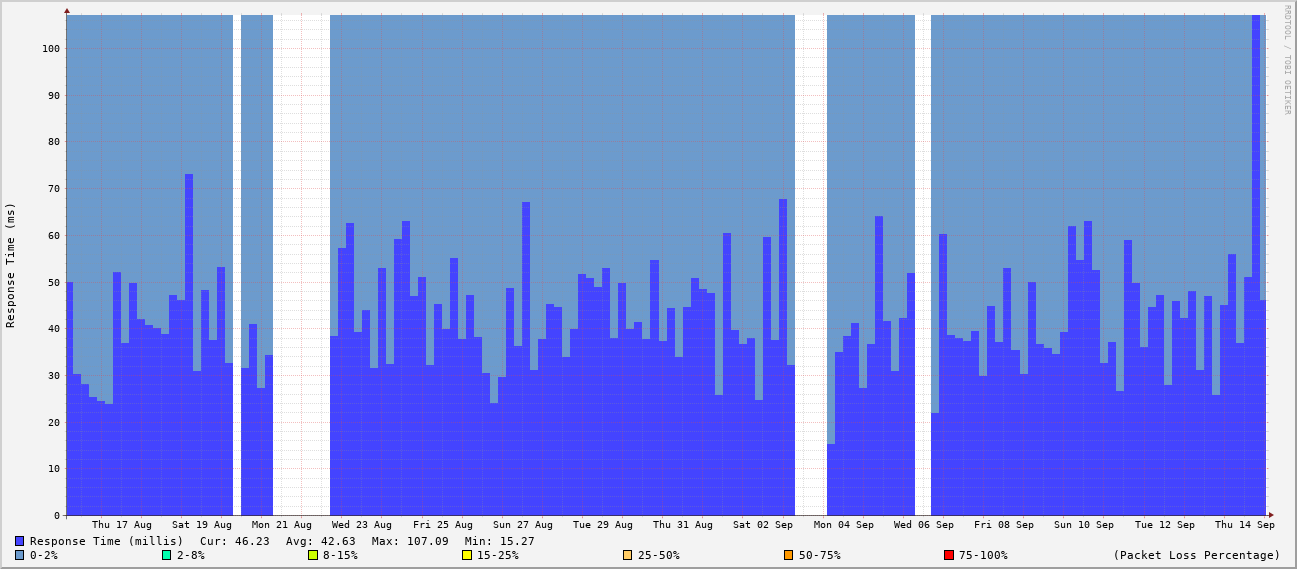 RRDTOOL / TOBI OETIKER
Response Time (ms)
100
90
80
70
60
50
40
30
20
10
0
Thu 17 Aug Sat 19 Aug Mon 21 Aug Wed 23 Aug Fri 25 Aug Sun 27 Aug Tue 29 Aug Thu 31 Aug Sat 02 Sep Mon 04 Sep Wed 06 Sep Fri 08 Sep Sun 10 Sep Tue 12 Sep Thu 14 Sep
Response Time (millis) Cur: 46.23 Avg: 42.63 Max: 107.09 Min: 15.27
0-2% 2-8% 8-15% 15-25% 25-50% 50-75% 75-100% (Packet Loss Percentage)